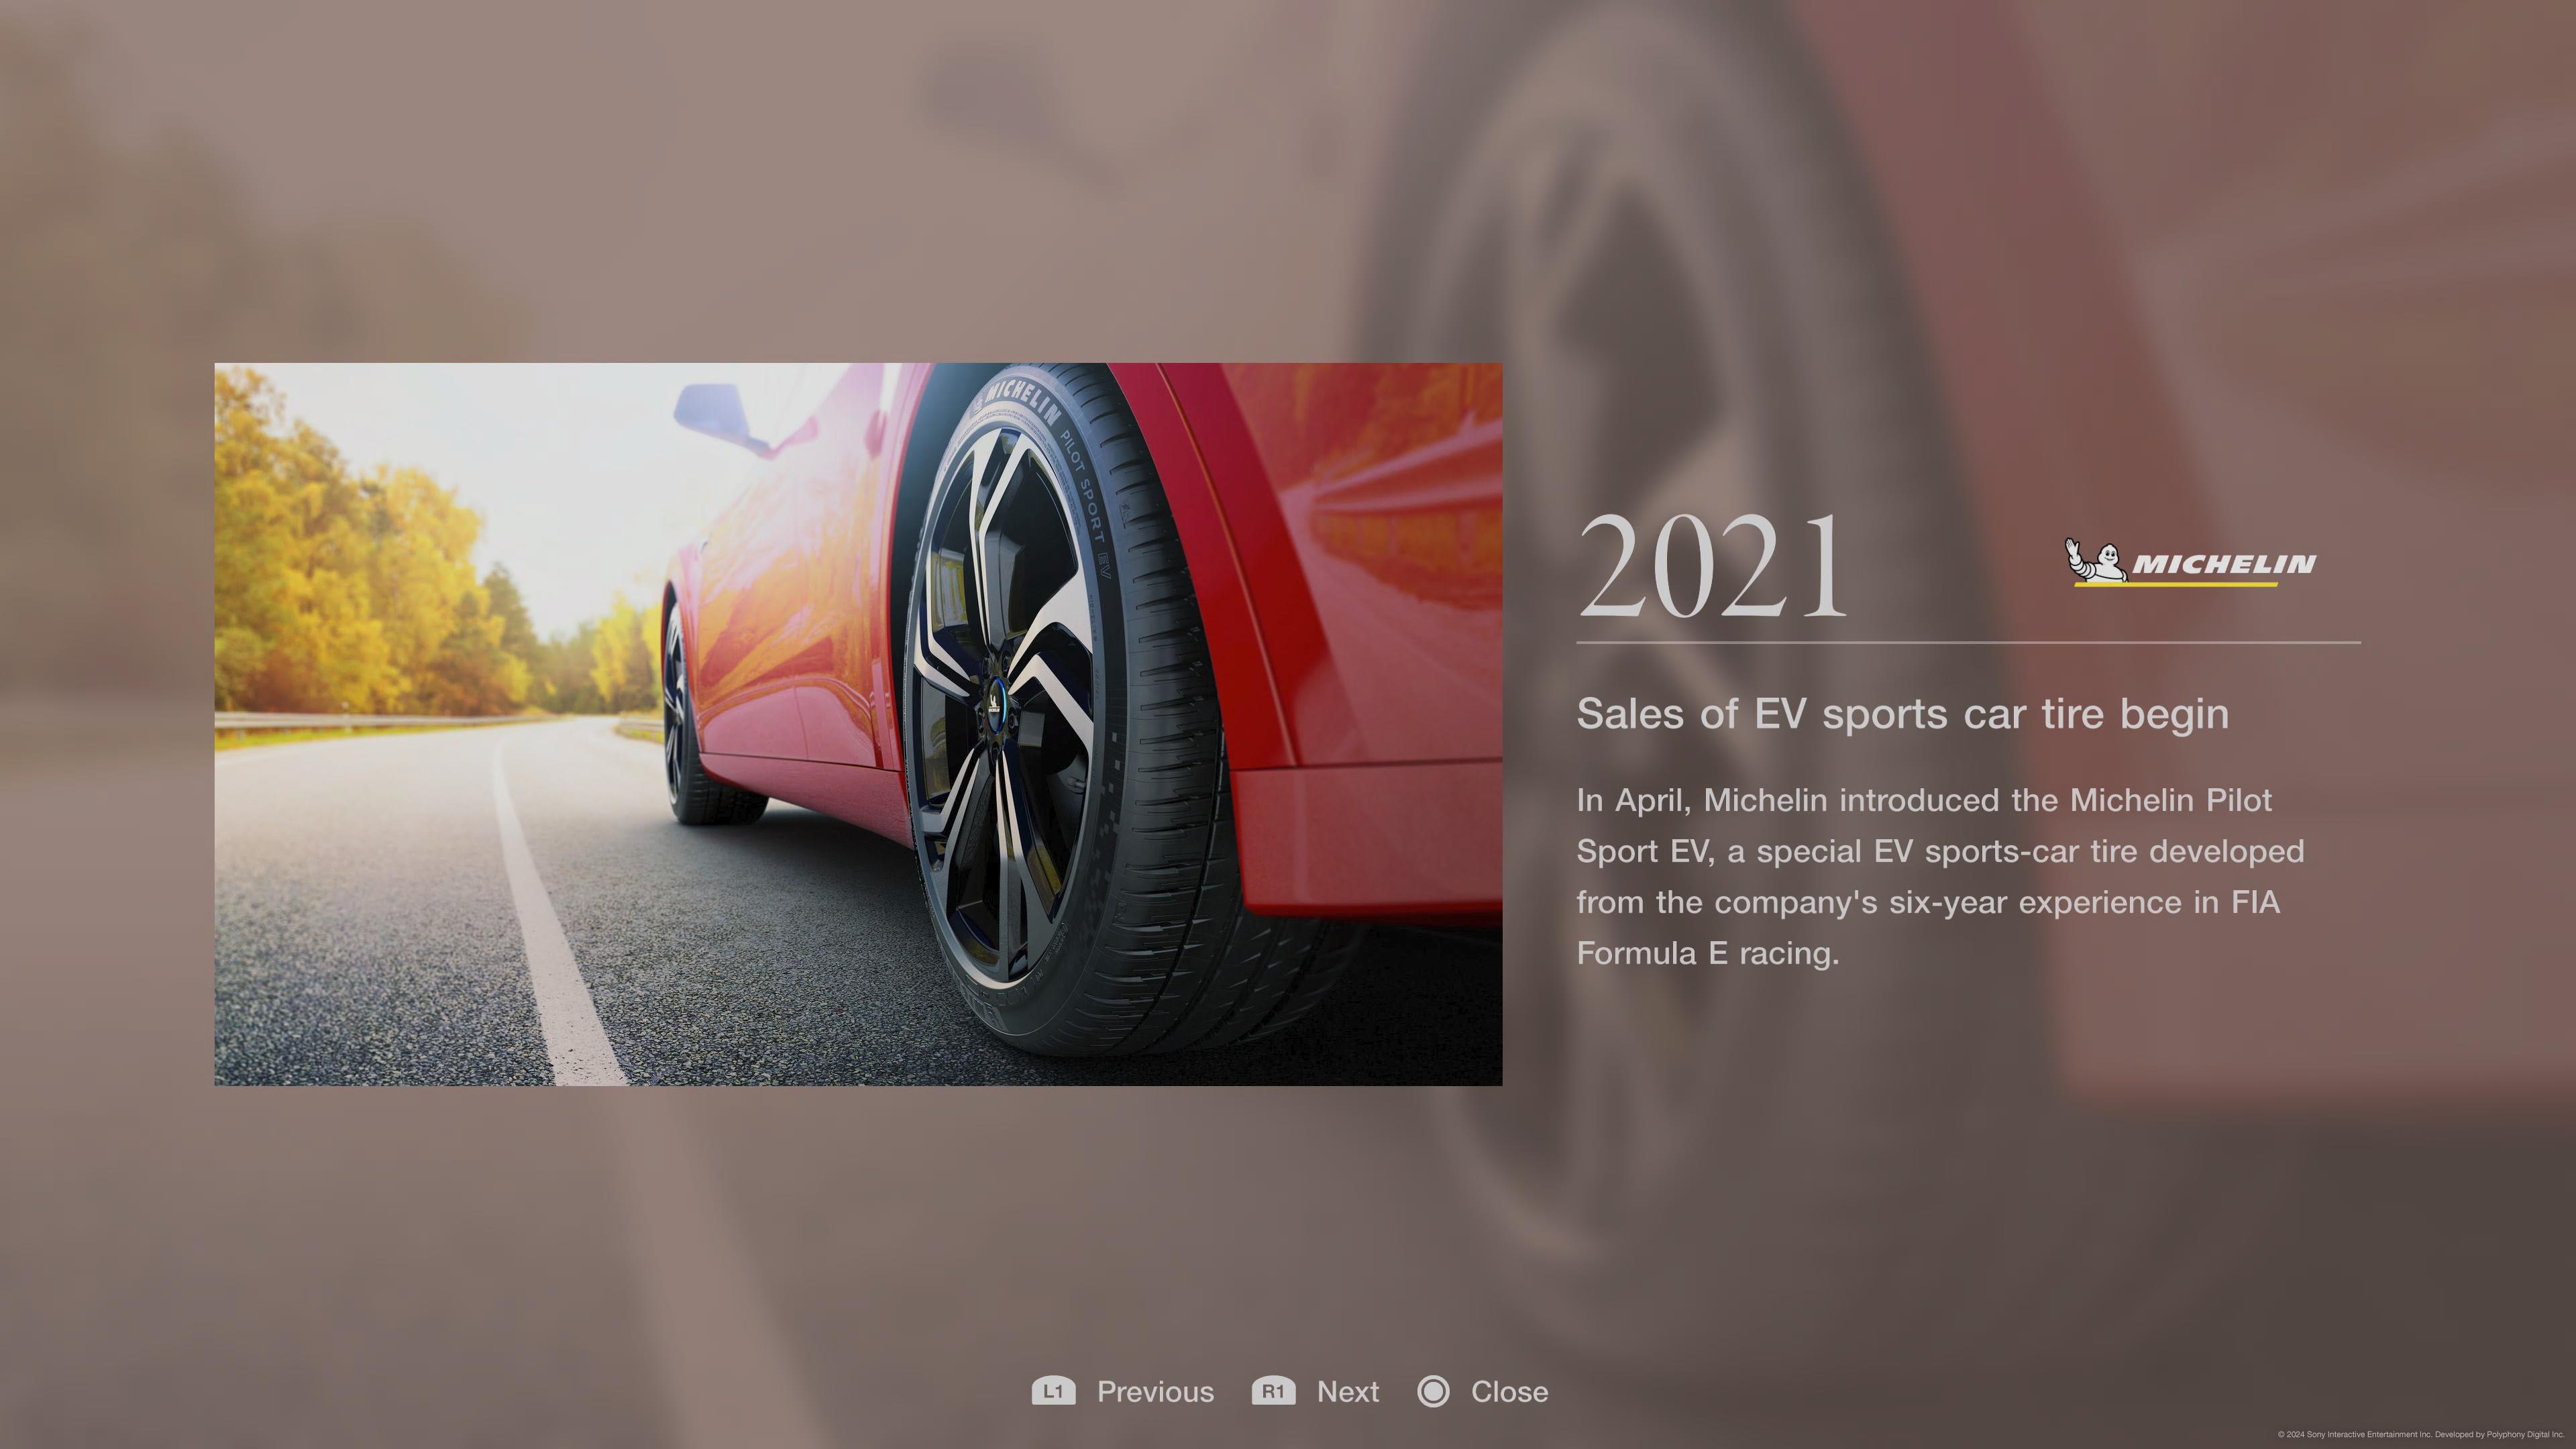 MICHELIN PILOT SPORT EV
2021
MICHELIN
Sales of EV sports car tire begin
In April, Michelin introduced the Michelin Pilot
Sport EV, a special EV sports-car tire developed
from the company's six-year experience in FIA
Formula E racing.
L1 Previous R1 Next Close
© 2024 Sony Interactive Entertainment Inc. Developed by Polyphony Digital Inc.